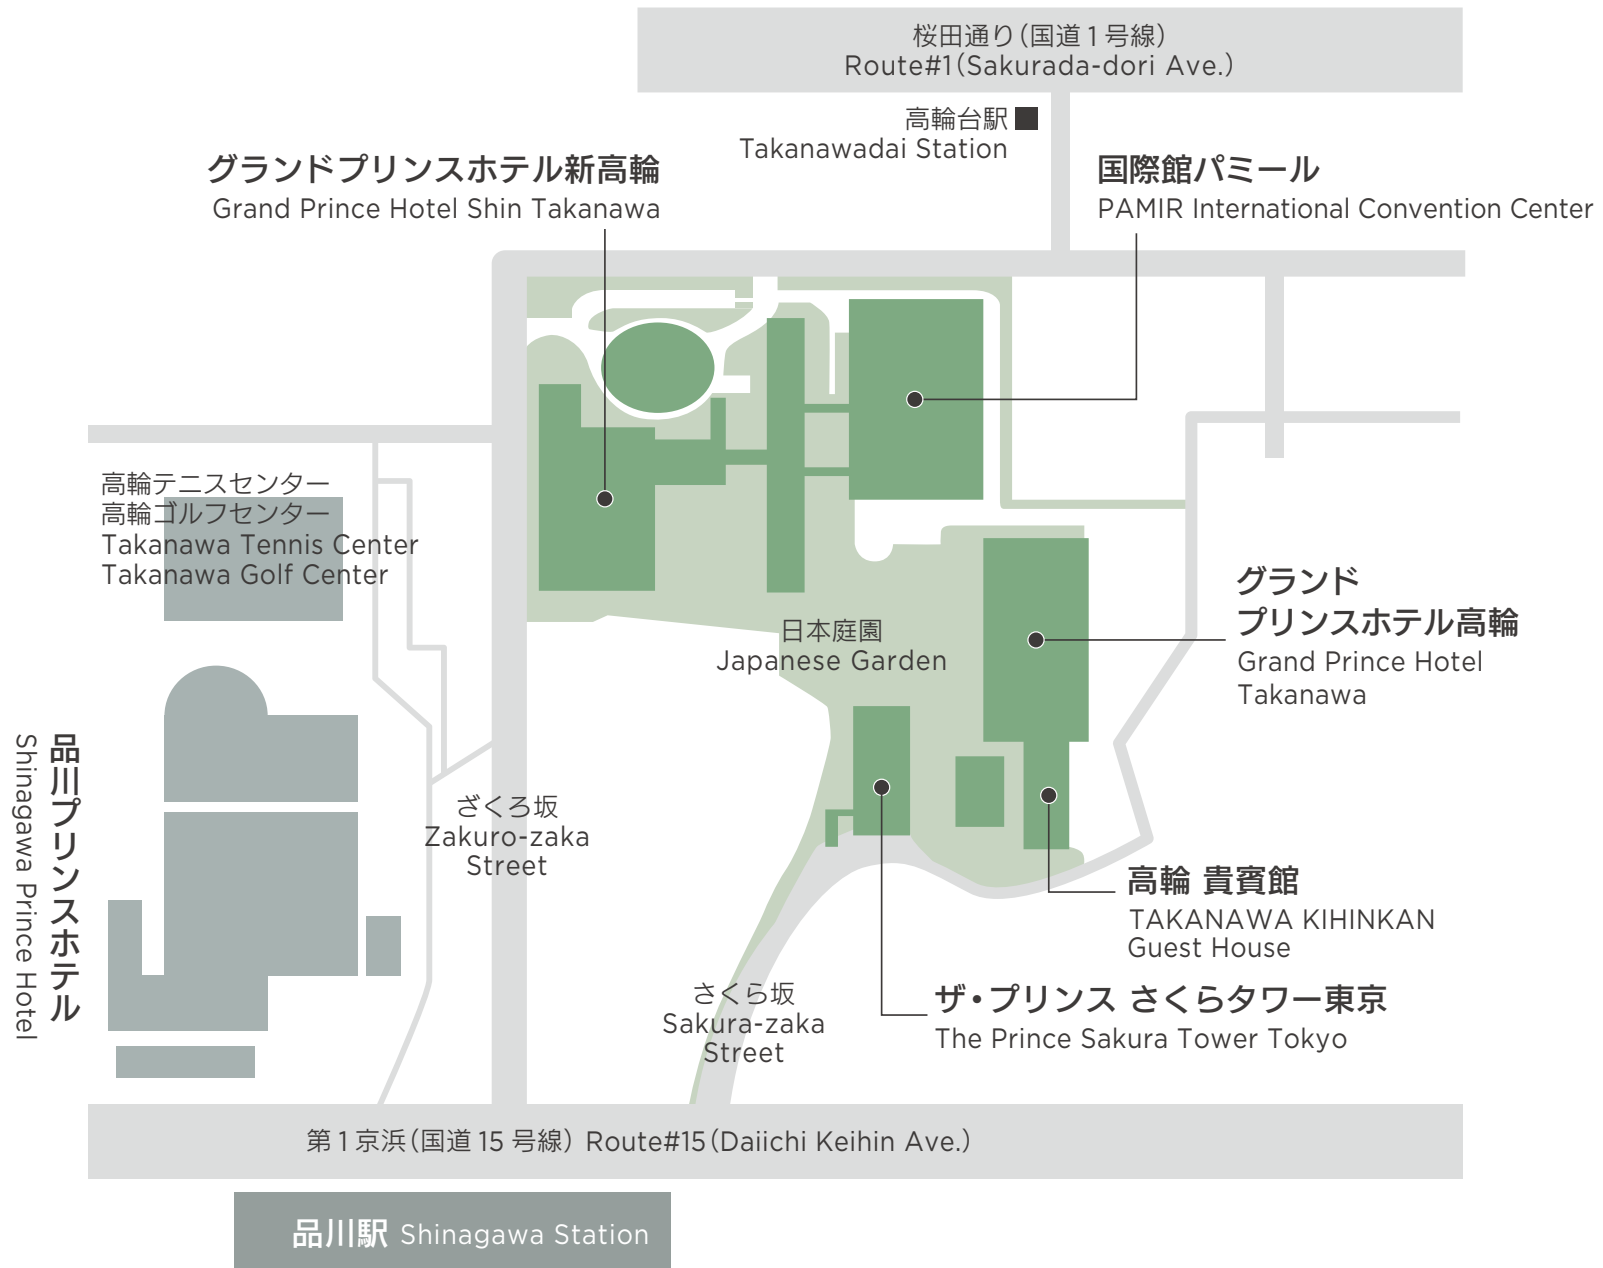 桜田通り（国道1号線）
Route#1（Sakurada-dori Ave.）
高輪台駅
Takanawadai Station
グランドプリンスホテル新高輪
Grand Prince Hotel Shin Takanawa
国際館パミール
PAMIR International Convention Center
高輪テニスセンター
高輪ゴルフセンター
Takanawa Tennis Center
Takanawa Golf Center
グランド
プリンスホテル高輪
Grand Prince Hotel
Takanawa
日本庭園
Japanese Garden
品川プリンスホテル
Shinagawa Prince Hotel
ざくろ坂
Zakuro-zaka
Street
高輪 貴賓館
TAKANAWA KIHINKAN
Guest House
さくら坂
Sakura-zaka
Street
ザ・プリンス さくらタワー東京
The Prince Sakura Tower Tokyo
第1京浜（国道15号線） Route#15（Daiichi Keihin Ave.）
品川駅 Shinagawa Station